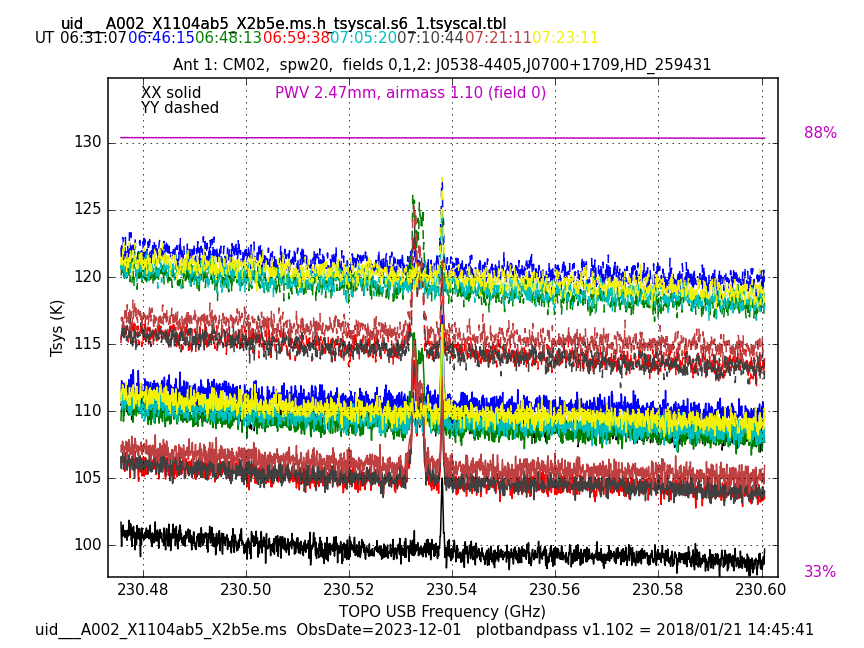 uid___A002_X1104ab5_X2b5e.ms.h_tsyscal.s6_1.tsyscal.tbl
UT 06:31:07 06:46:15 06:48:13 06:59:38 07:05:20 07:10:44 07:21:11 07:23:11
Ant 1: CM02,  spw20,  fields 0,1,2: J0538-4405,J0700+1709,HD_259431
XX solid
YY dashed
PWV 2.47mm, airmass 1.10 (field 0)
88%
33%
Tsys (K)
130
125
120
115
110
105
100
230.48 230.50 230.52 230.54 230.56 230.58 230.60
TOPO USB Frequency (GHz)
uid___A002_X1104ab5_X2b5e.ms  ObsDate=2023-12-01   plotbandpass v1.102 = 2018/01/21 14:45:41